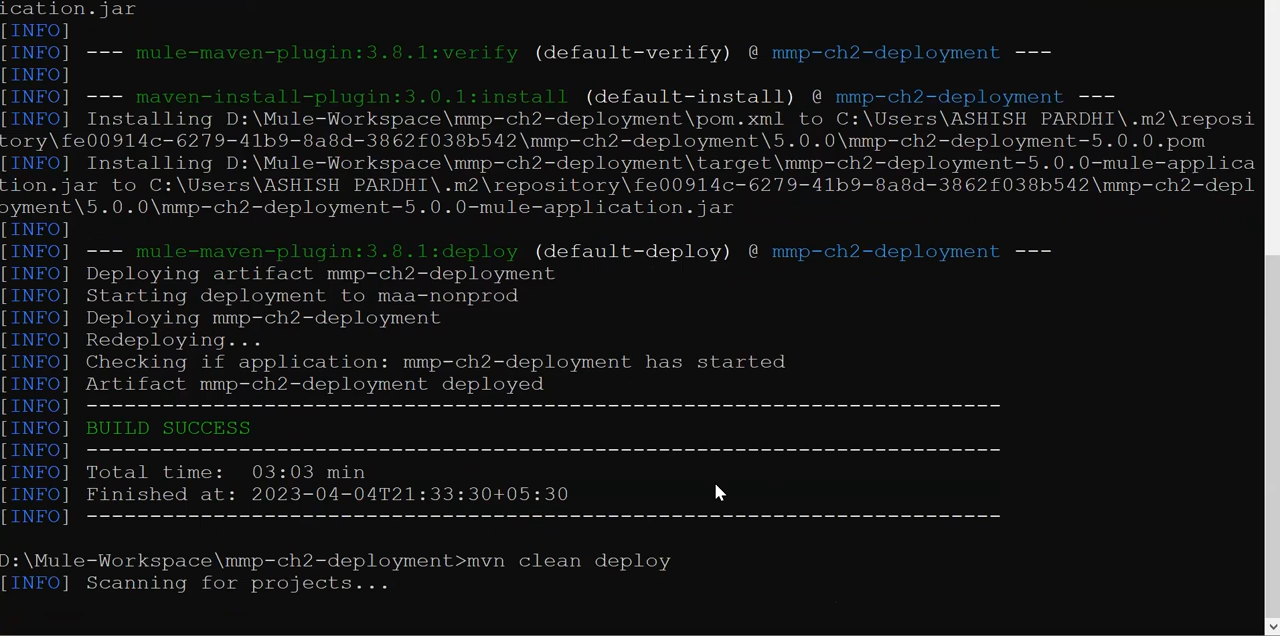 ication.jar
[INFO]
[INFO] --- mule-maven-plugin:3.8.1:verify (default-verify) @ mmp-ch2-deployment ---
[INFO]
[INFO] --- maven-install-plugin:3.0.1:install (default-install) @ mmp-ch2-deployment ---
[INFO] Installing D:\Mule-Workspace\mmp-ch2-deployment\pom.xml to C:\Users\ASHISH PARDHI\.m2\reposi
tory\fe00914c-6279-41b9-8a8d-3862f038b542\mmp-ch2-deployment\5.0.0\mmp-ch2-deployment-5.0.0.pom
[INFO] Installing D:\Mule-Workspace\mmp-ch2-deployment\target\mmp-ch2-deployment-5.0.0-mule-applica
tion.jar to C:\Users\ASHISH PARDHI\.m2\repository\fe00914c-6279-41b9-8a8d-3862f038b542\mmp-ch2-depl
oyment\5.0.0\mmp-ch2-deployment-5.0.0-mule-application.jar
[INFO]
[INFO] --- mule-maven-plugin:3.8.1:deploy (default-deploy) @ mmp-ch2-deployment ---
[INFO] Deploying artifact mmp-ch2-deployment
[INFO] Starting deployment to maa-nonprod
[INFO] Deploying mmp-ch2-deployment
[INFO] Redeploying...
[INFO] Checking if application: mmp-ch2-deployment has started
[INFO] Artifact mmp-ch2-deployment deployed
[INFO] ------------------------------------------------------------------------
[INFO] BUILD SUCCESS
[INFO] ------------------------------------------------------------------------
[INFO] Total time:  03:03 min
[INFO] Finished at: 2023-04-04T21:33:30+05:30
[INFO] ------------------------------------------------------------------------
D:\Mule-Workspace\mmp-ch2-deployment>mvn clean deploy
[INFO] Scanning for projects...